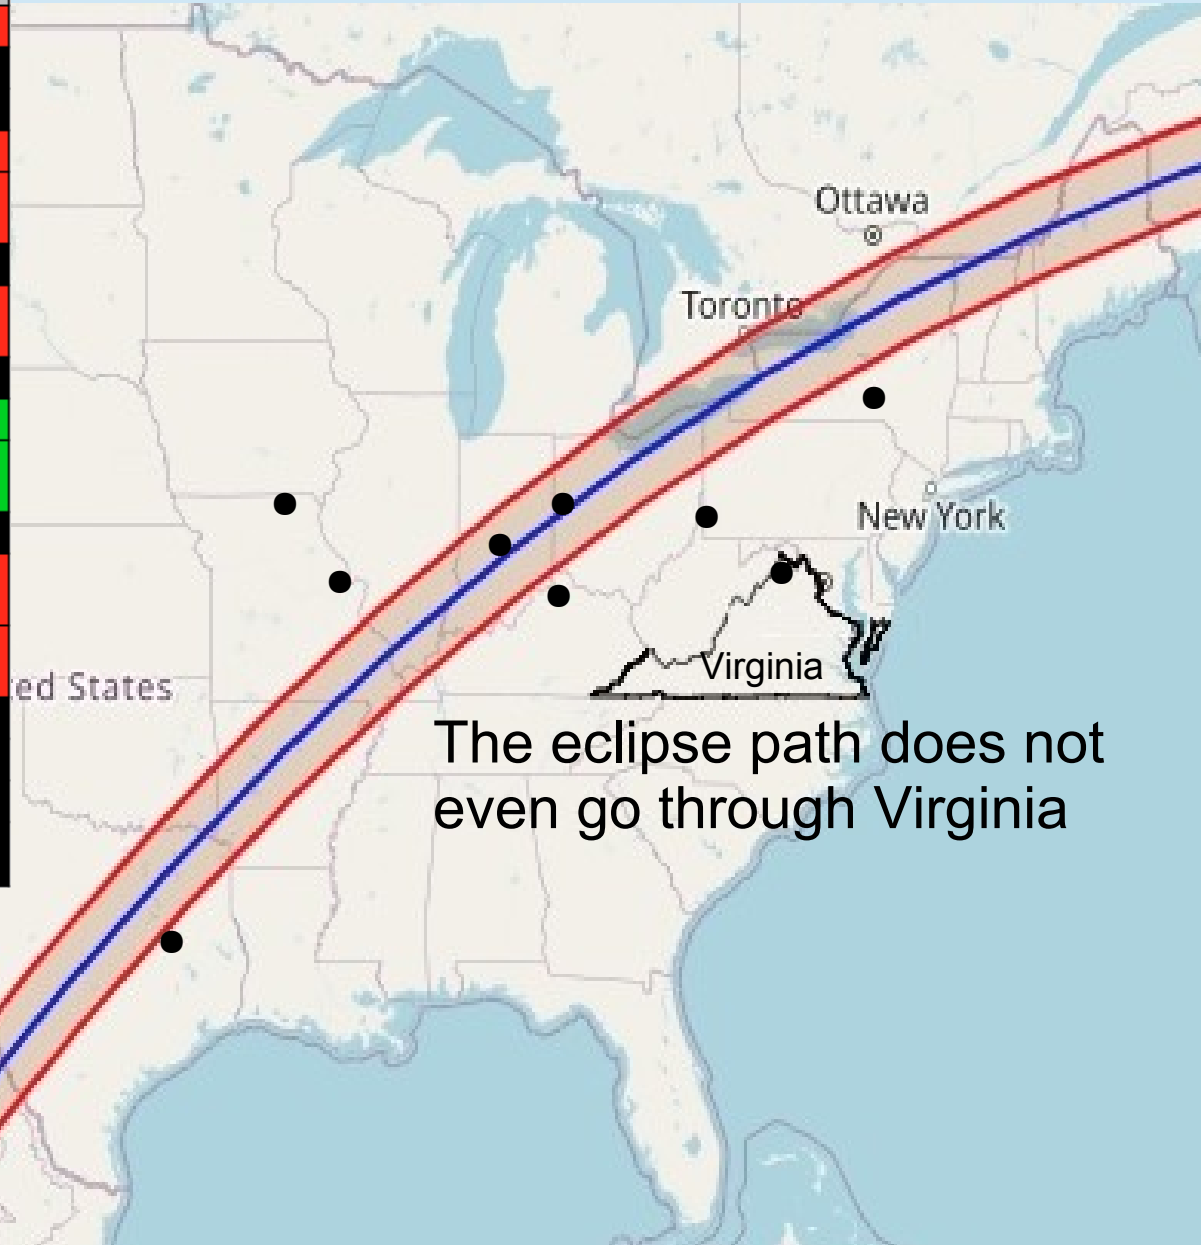 Ottawa
Toronto
New York
ed States
Virginia
The eclipse path does not
even go through Virginia